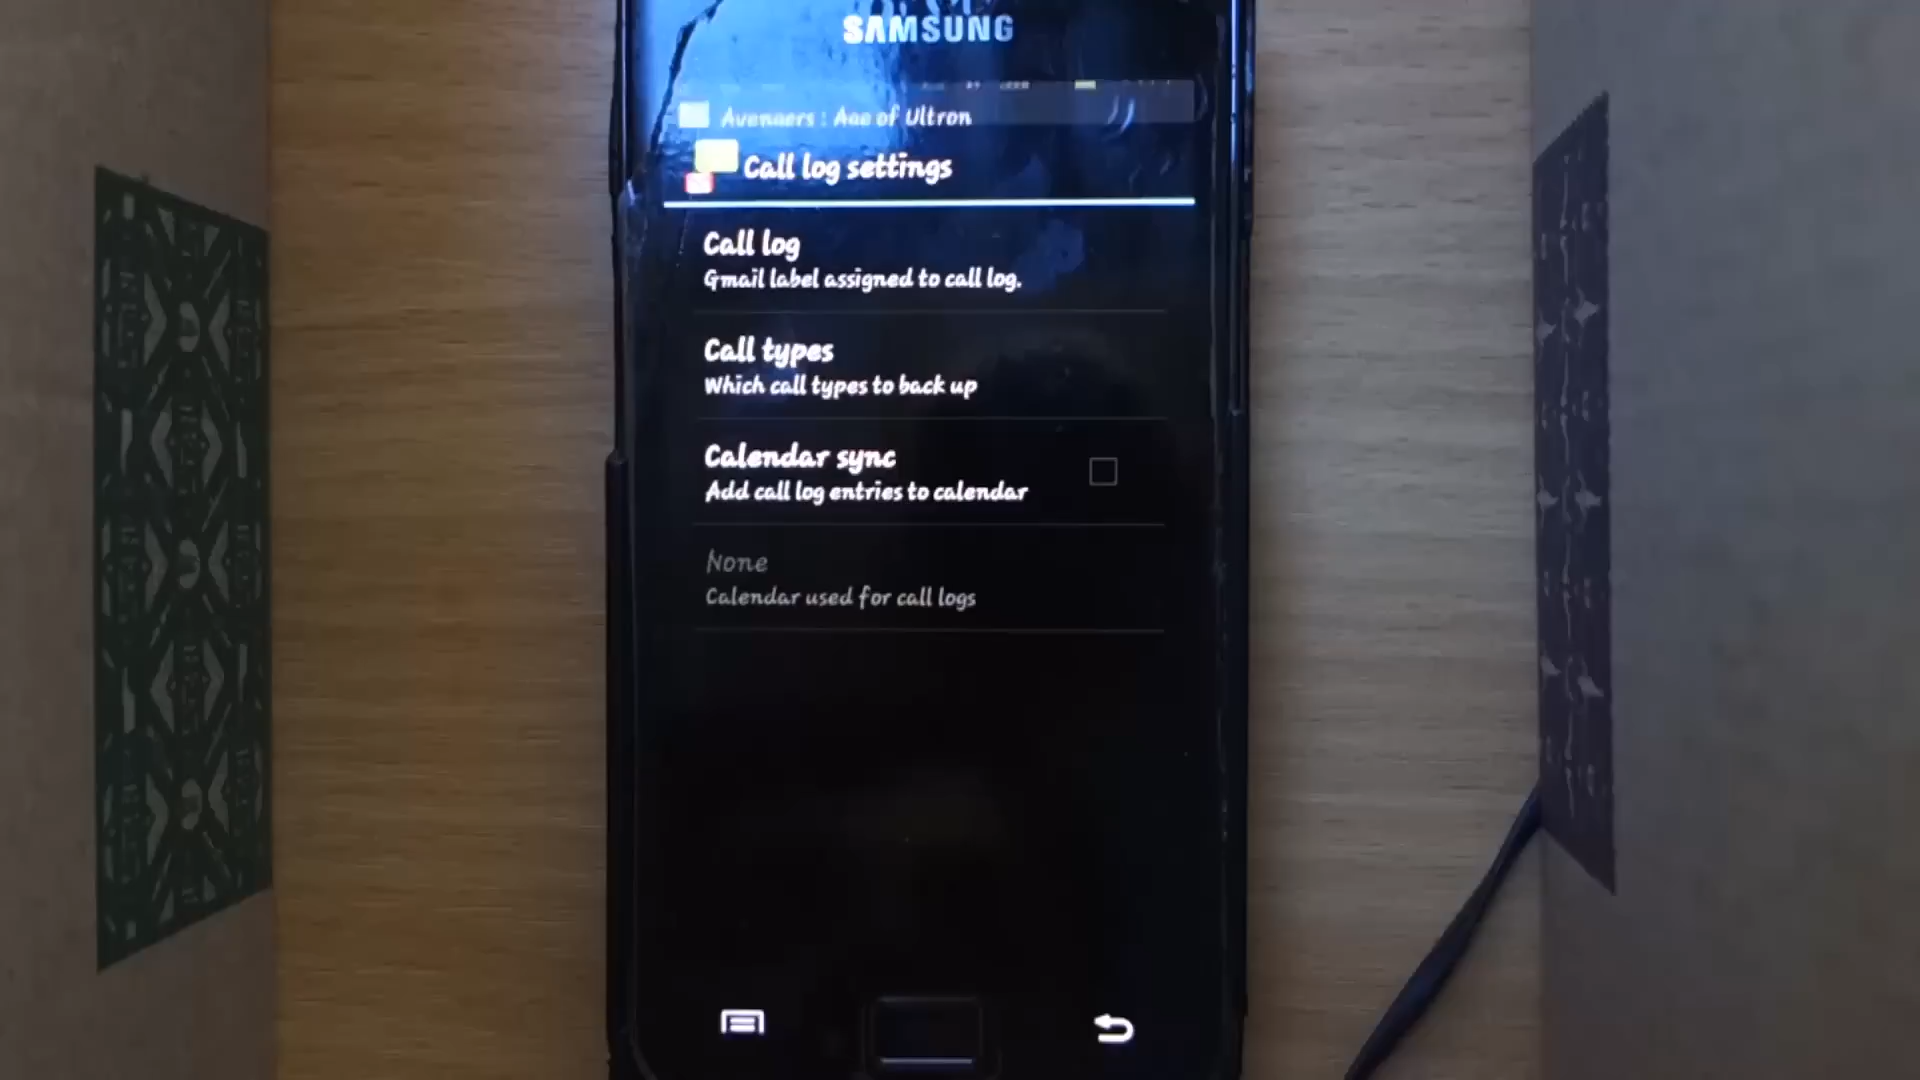 SAMSUNG
Avengers : Age of Ultron
Call log settings
Call log
Gmail label assigned to call log.
Call types
Which call types to back up
Calendar sync
Add call log entries to calendar
None
Calendar used for call logs